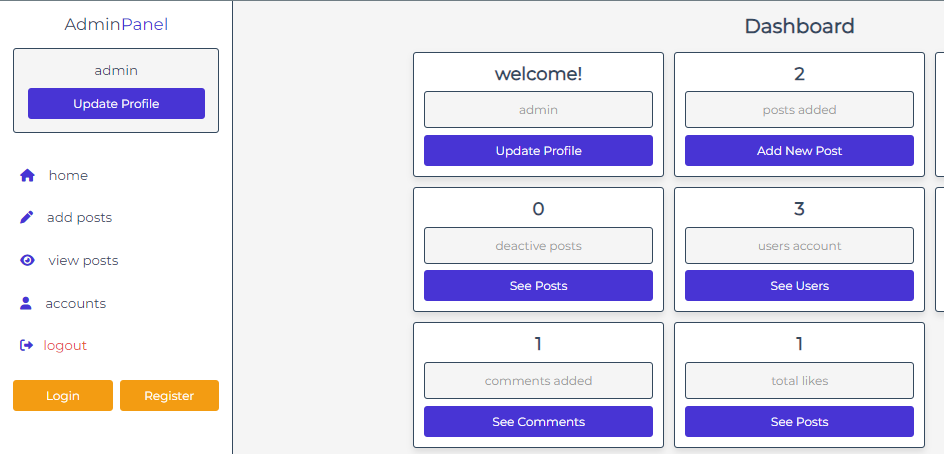 AdminPanel
admin
Update Profile
home
add posts
view posts
accounts
logout
Login Register
Dashboard
welcome!
admin
Update Profile
2
posts added
Add New Post
0
deactive posts
See Posts
3
users account
See Users
1
comments added
See Comments
1
total likes
See Posts